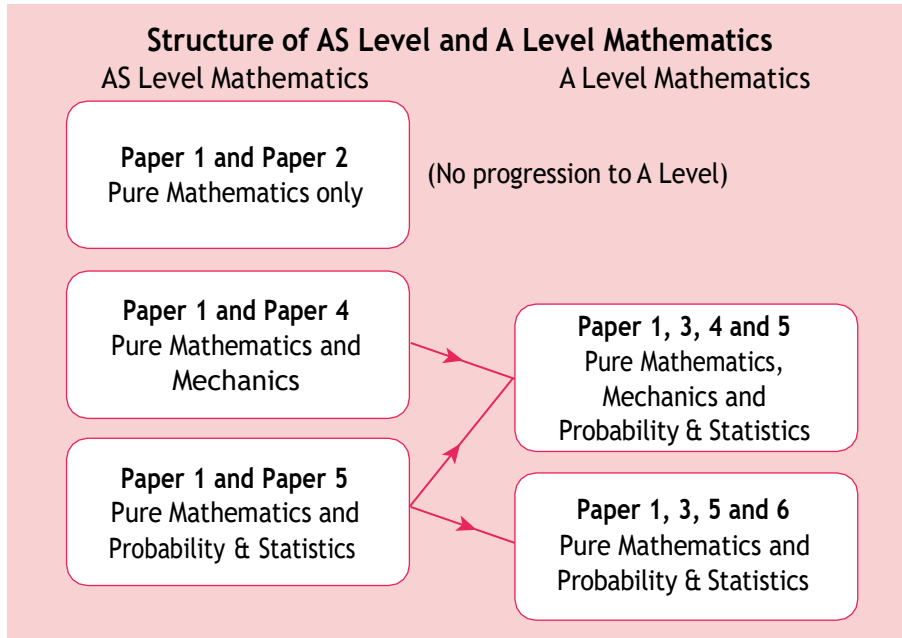 Structure of AS Level and A Level Mathematics
AS Level Mathematics
A Level Mathematics
Paper 1 and Paper 2
Pure Mathematics only
(No progression to A Level)
Paper 1 and Paper 4
Pure Mathematics and
Mechanics
Paper 1 and Paper 5
Pure Mathematics and
Probability & Statistics
Paper 1, 3, 4 and 5
Pure Mathematics,
Mechanics and
Probability & Statistics
Paper 1, 3, 5 and 6
Pure Mathematics and
Probability & Statistics